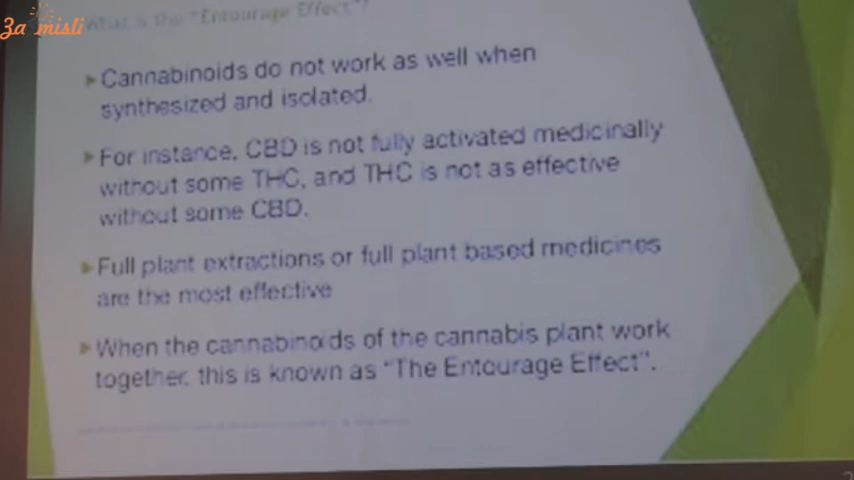 Za misli
What is the "Entourage Effect"?
Cannabinoids do not work as well when
synthesized and isolated.
For instance, CBD is not fully activated medicinally
without some THC, and THC is not as effective
without some CBD.
Full plant extractions or full plant based medicines
are the most effective
When the cannabinoids of the cannabis plant work
together, this is known as "The Entourage Effect".